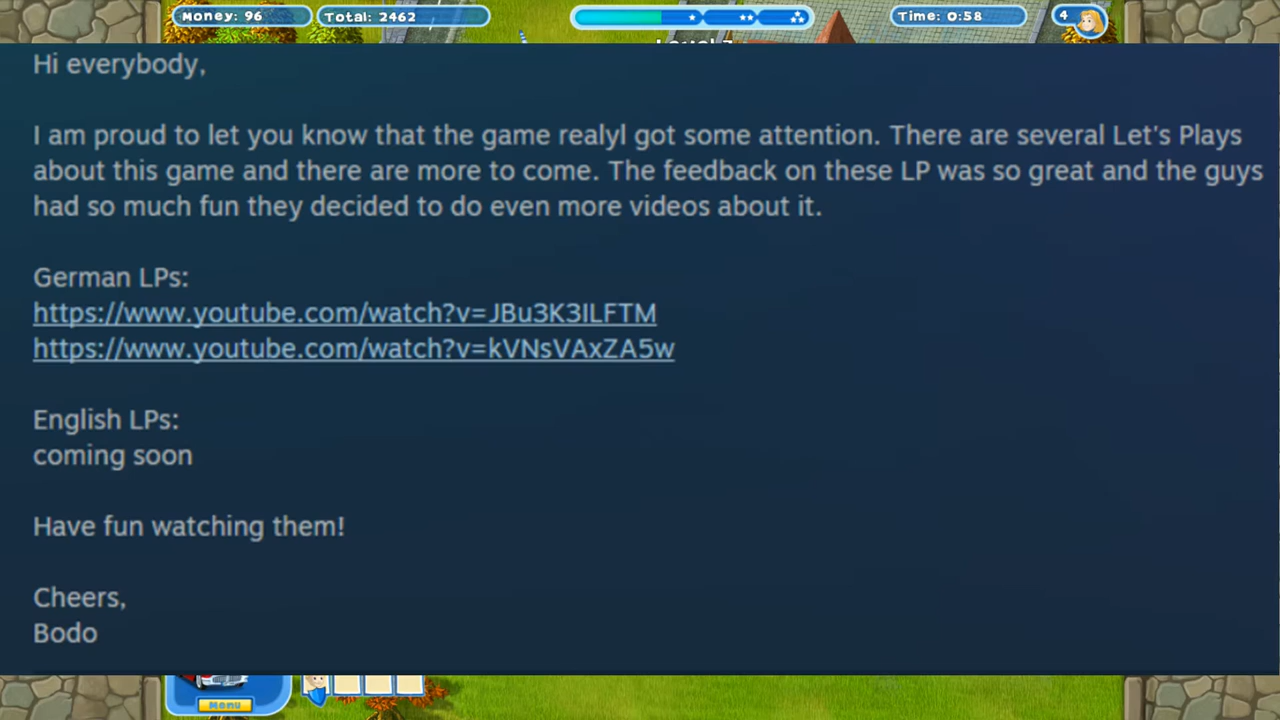 Money: 96
Total: 2462
Time: 0:58
4
Hi everybody,
I am proud to let you know that the game realyl got some attention. There are several Let's Plays
about this game and there are more to come. The feedback on these LP was so great and the guys
had so much fun they decided to do even more videos about it.
German LPs:
https://www.youtube.com/watch?v=JBu3K3ILFTM
https://www.youtube.com/watch?v=kVNsVAxZA5w
English LPs:
coming soon
Have fun watching them!
Cheers,
Bodo
Menu